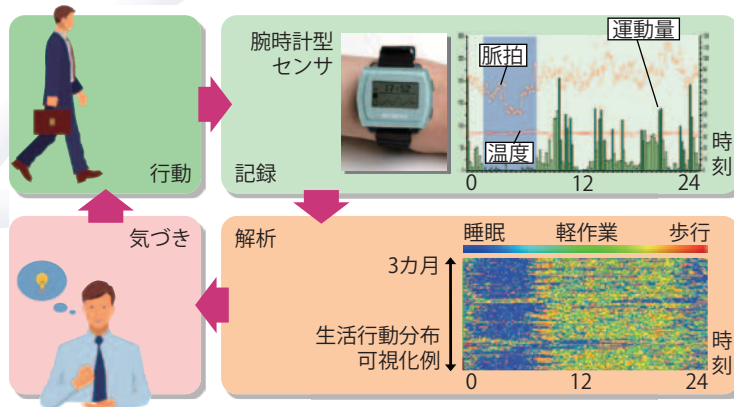 行動
腕時計型
センサ
記録
脈拍
運動量
温度
0
12
24
時
刻
気づき
解析
睡眠
軽作業
歩行
3カ月
生活行動分布
可視化例
0
12
24
時
刻